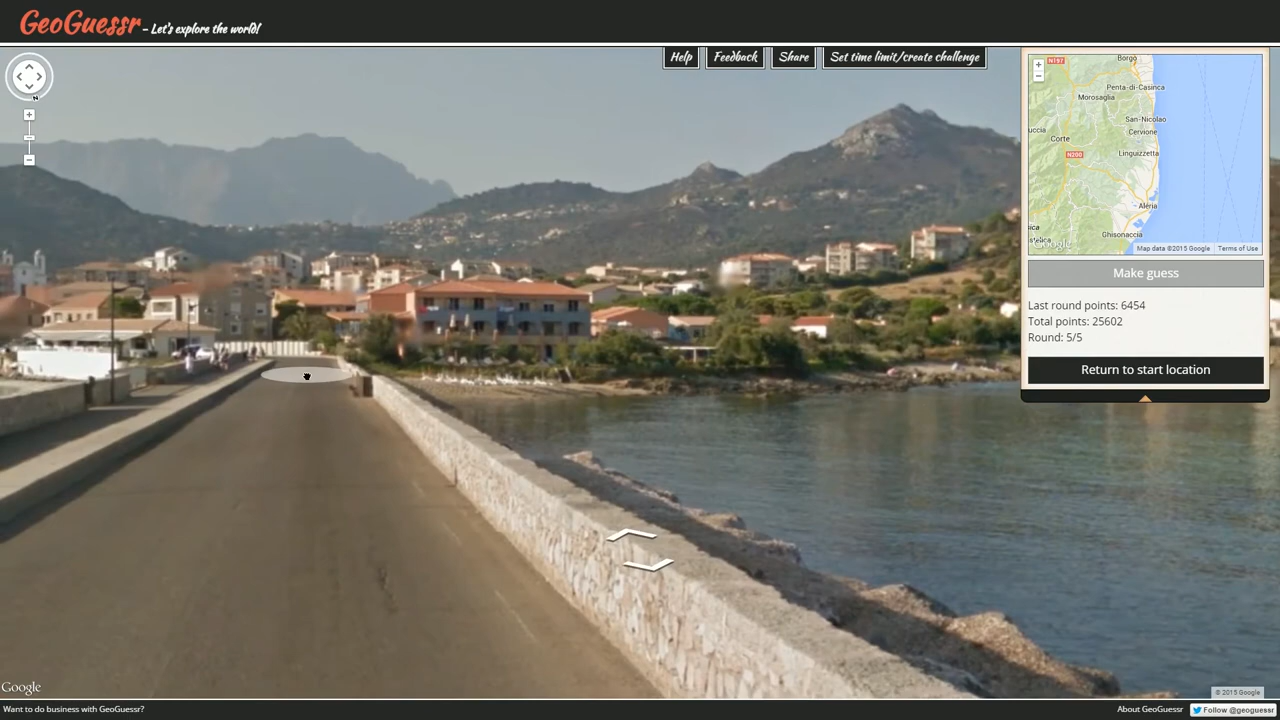 GeoGuessr - Let's explore the world!
Help
Feedback
Share
Set time limit/create challenge
N
N197
Borgo
Penta-di-Casinca
Morosaglia
San-Nicolao
Cervione
Corte
N200
Linguizzetta
Aléria
Ghisonaccia
Google
Map data ©2015 Google
Terms of Use
Make guess
Last round points: 6454
Total points: 25602
Round: 5/5
Return to start location
Google
© 2015 Google
Want to do business with GeoGuessr?
About GeoGuessr
Follow @geoguessr